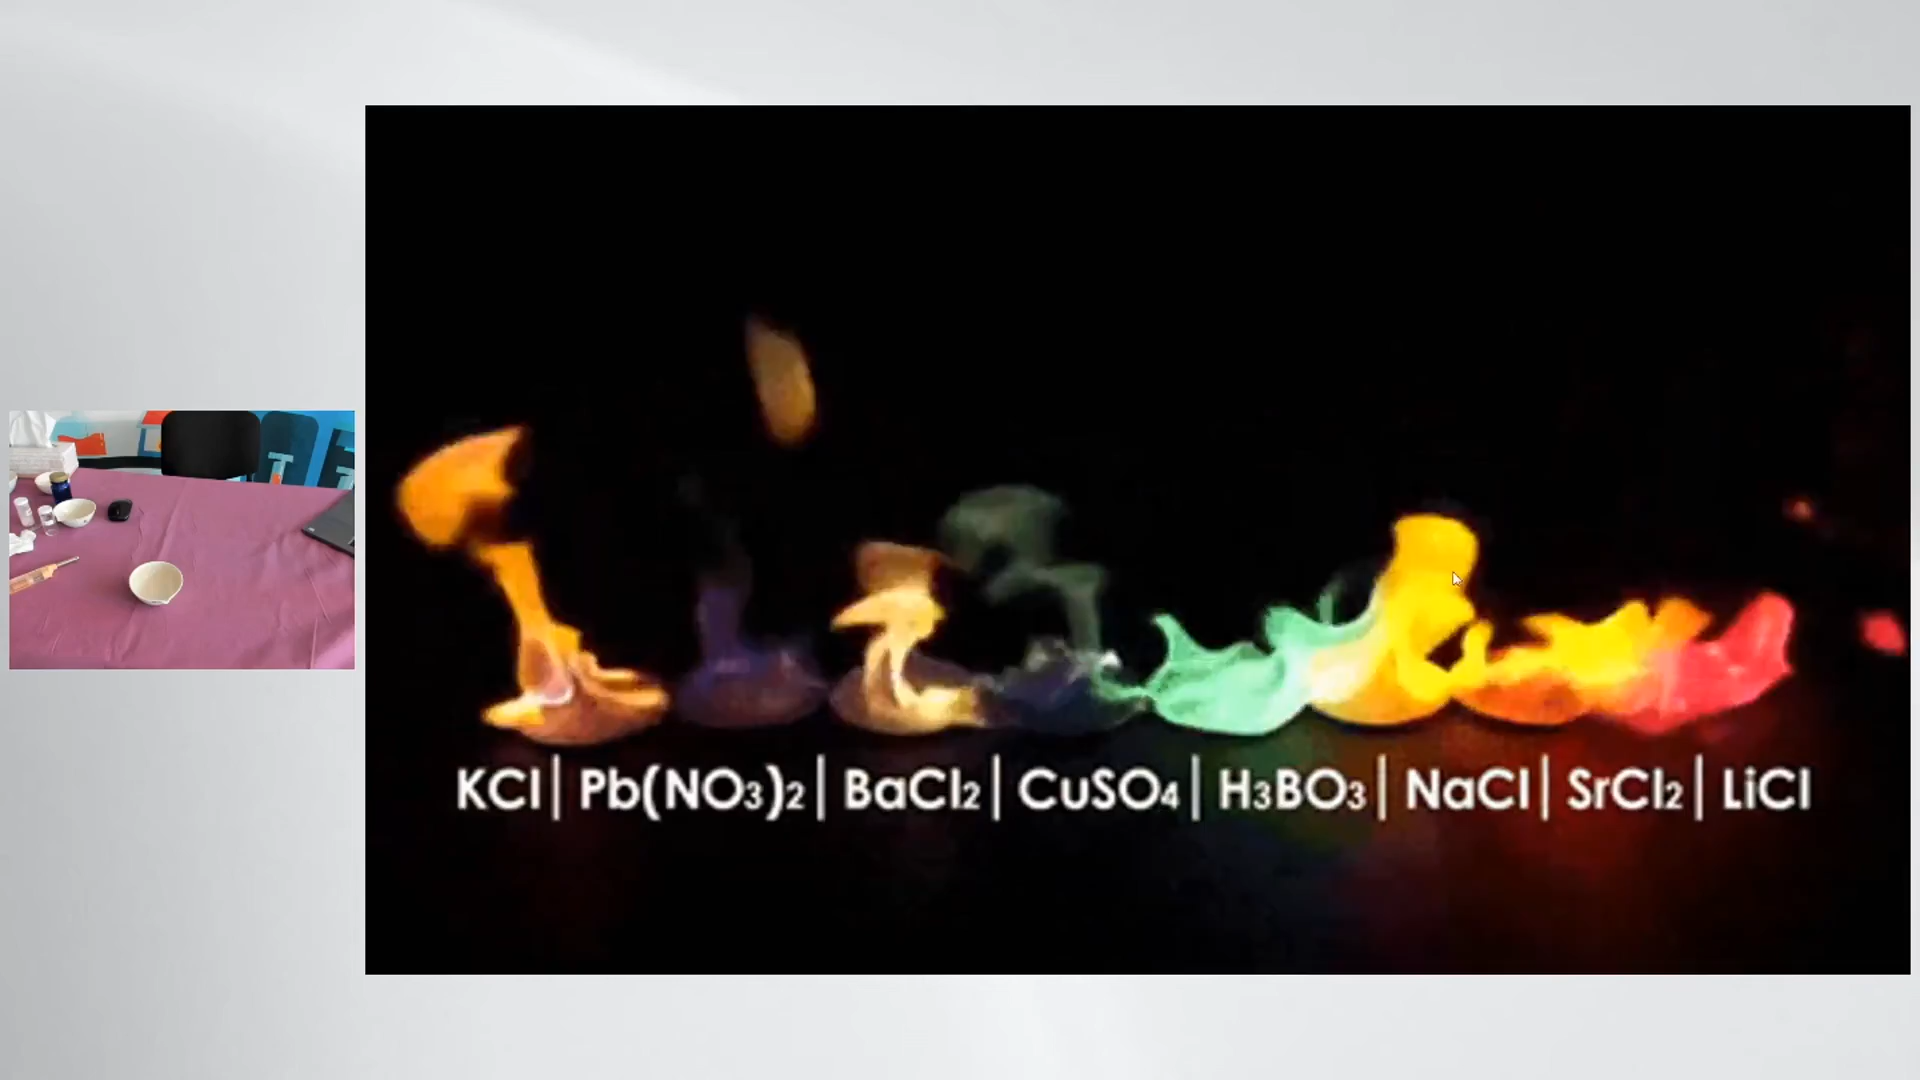 KCl | Pb(NO₃)₂ | BaCl₂ | CuSO₄ | H₃BO₃ | NaCl | SrCl₂ | LiCl